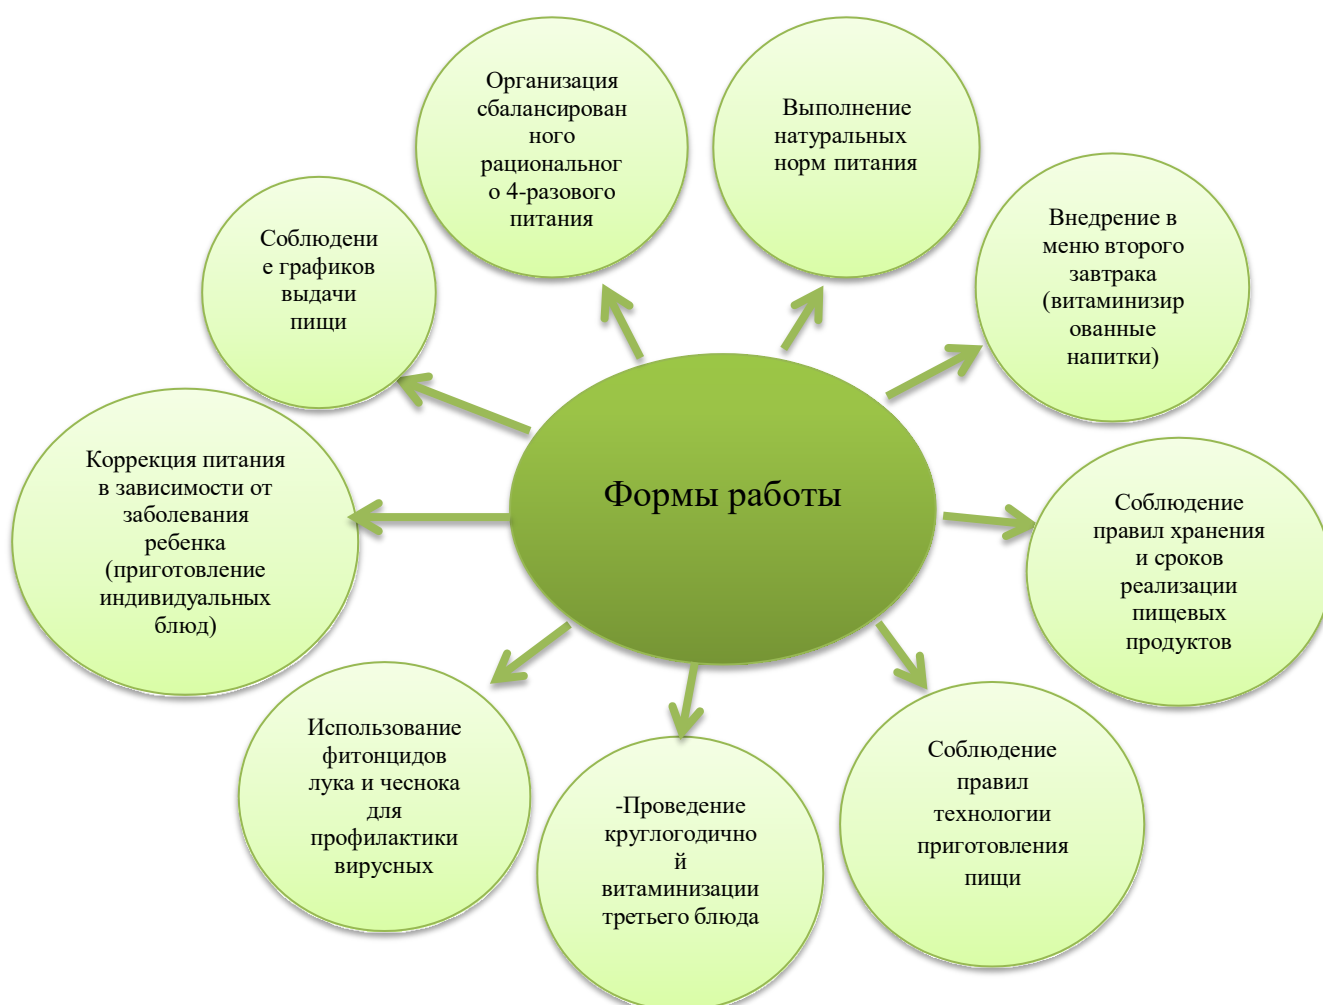 Организация
сбалансирован
ного
рациональног
о 4-разового
питания
Выполнение
натуральных
норм питания
Внедрение в
меню второго
завтрака
(витаминизир
ованные
напитки)
Соблюдени
е графиков
выдачи
пищи
Формы работы
Коррекция питания
в зависимости от
заболевания
ребенка
(приготовление
индивидуальных
блюд)
Соблюдение
правил хранения
и сроков
реализации
пищевых
продуктов
Использование
фитонцидов
лука и чеснока
для
профилактики
вирусных
-Проведение
круглогодично
й
витаминизации
третьего блюда
Соблюдение
правил
технологии
приготовления
пищи